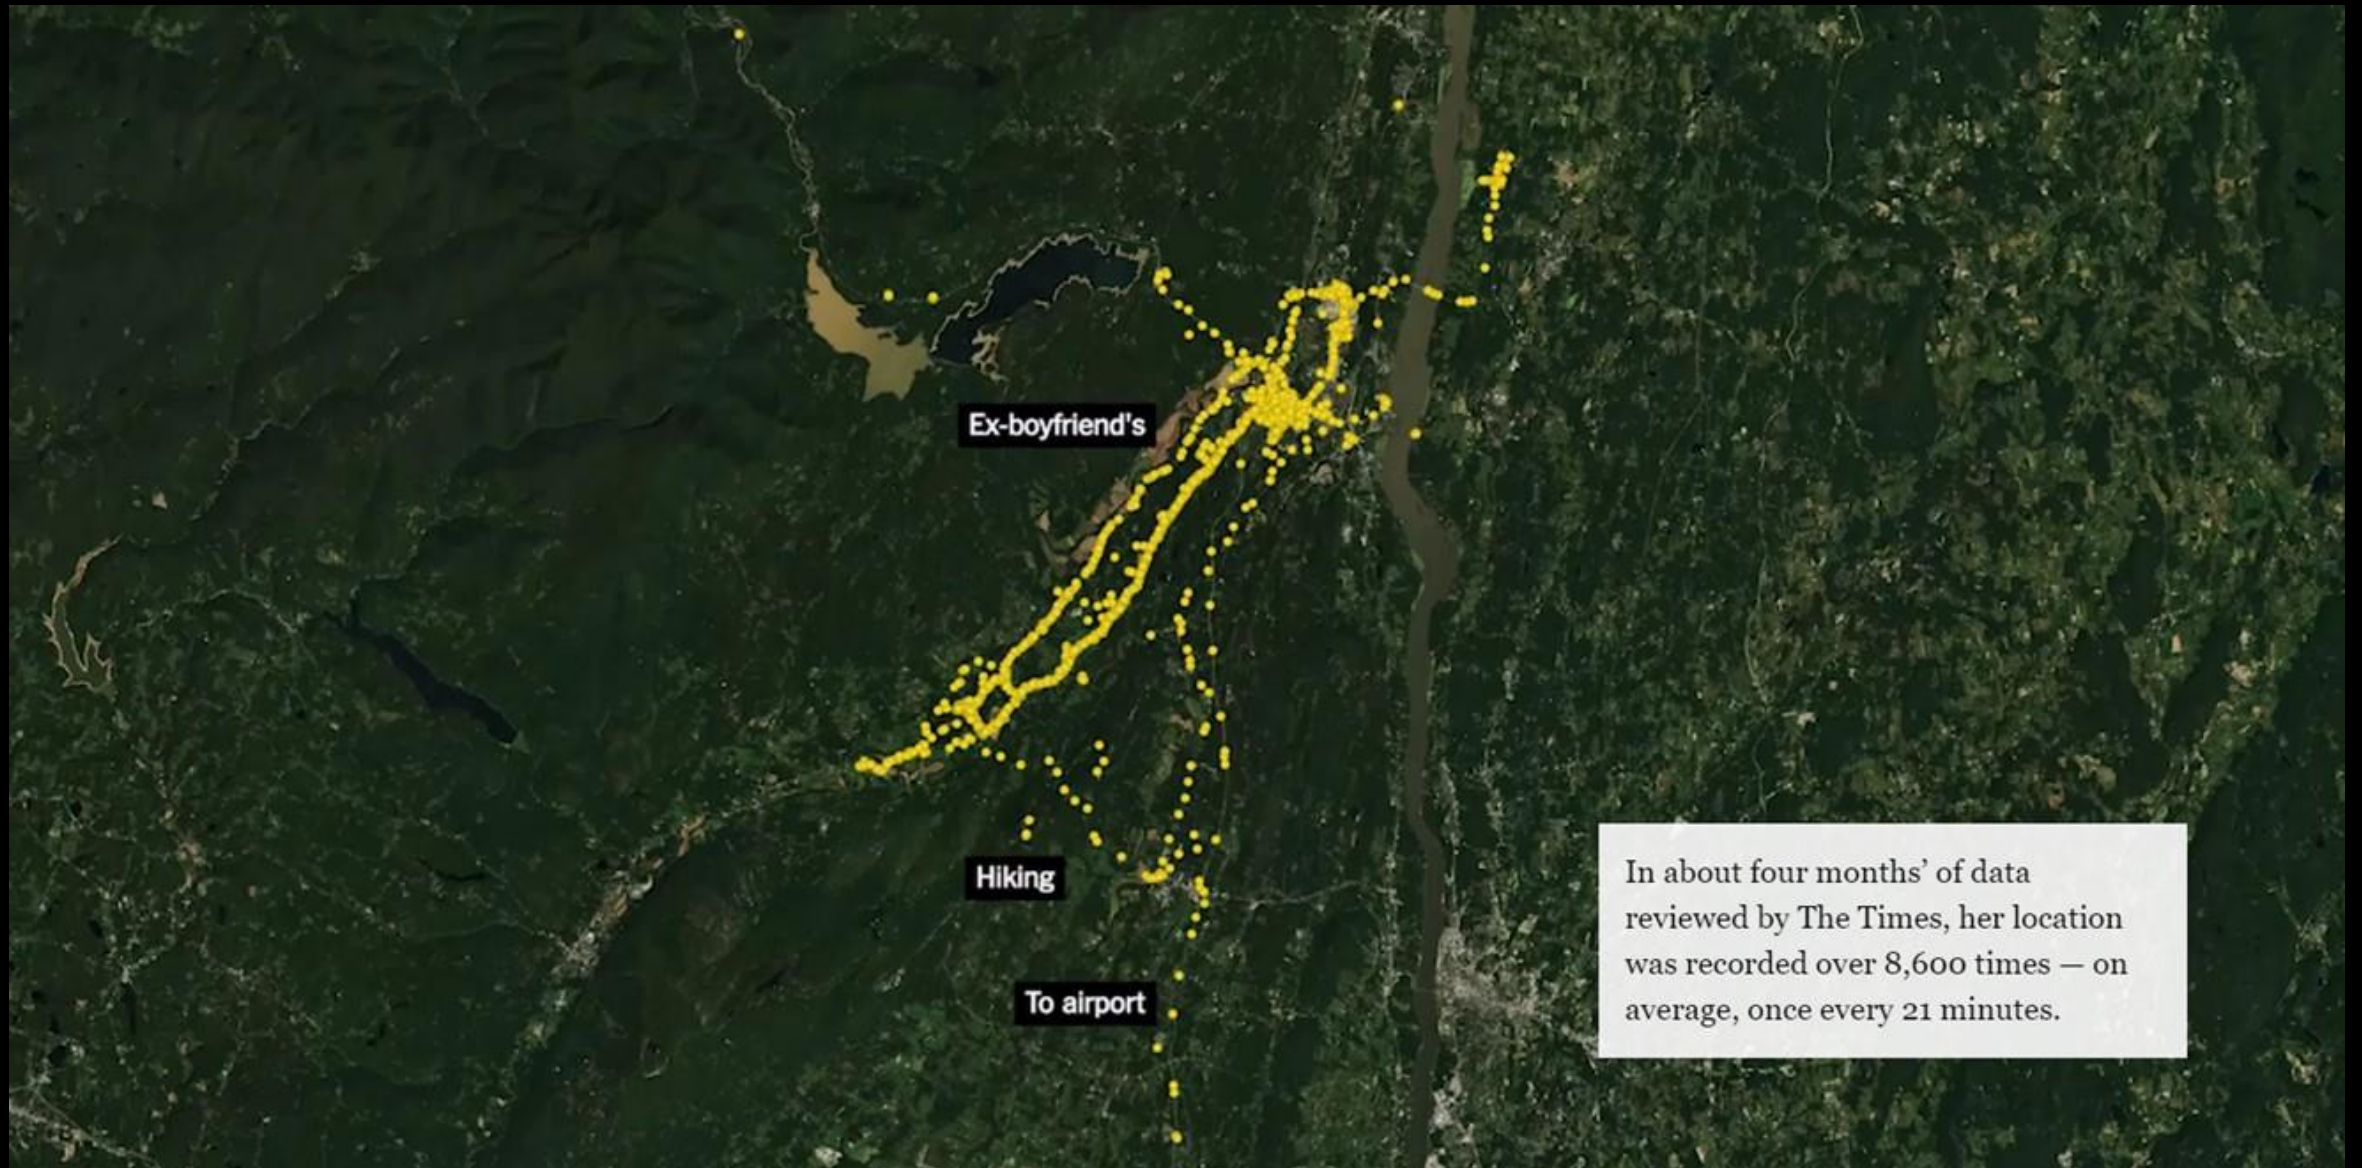 Ex-boyfriend's
Hiking
To airport
In about four months’ of data
reviewed by The Times, her location
was recorded over 8,600 times — on
average, once every 21 minutes.